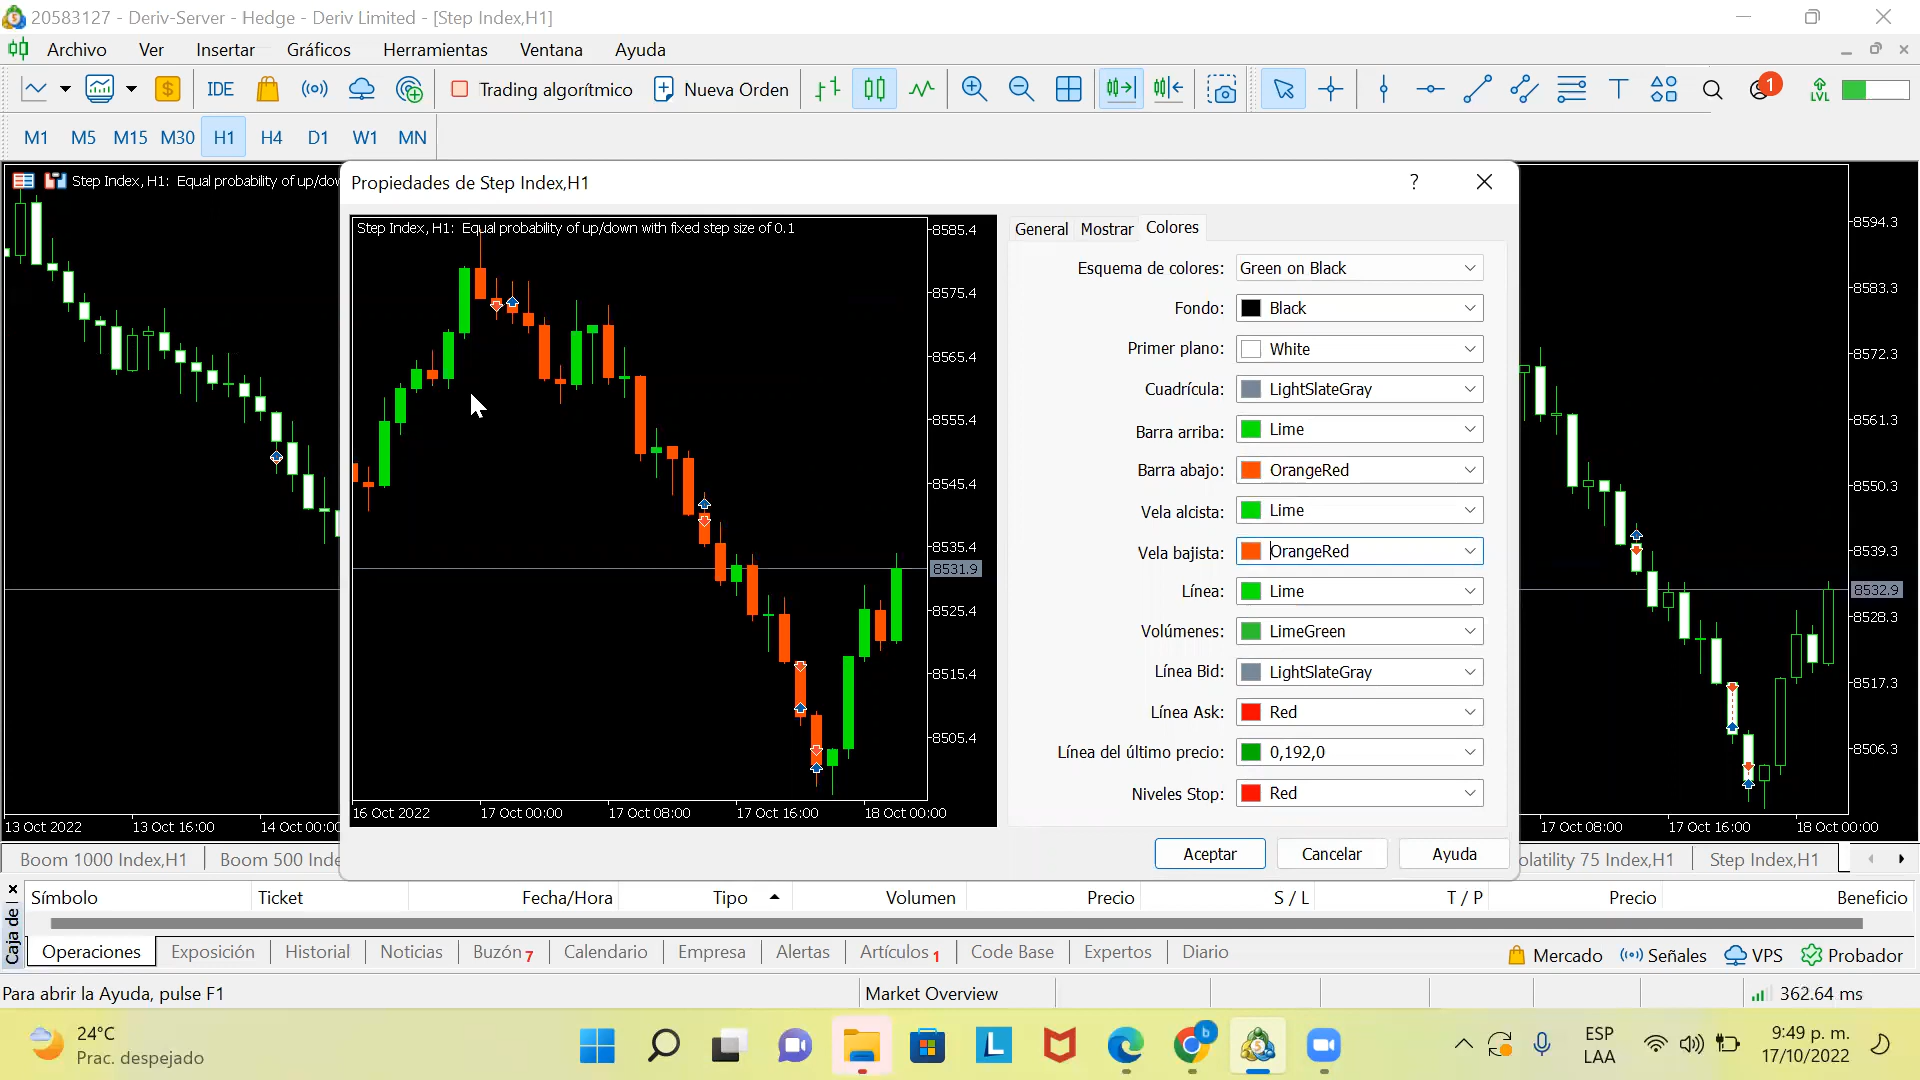 20583127 - Deriv-Server - Hedge - Deriv Limited - [Step Index,H1]
Archivo Ver Insertar Gráficos Herramientas Ventana Ayuda
IDE Trading algorítmico Nueva Orden 1 LVL
M1 M5 M15 M30 H1 H4 D1 W1 MN
Step Index, H1: Equal probability of up/dow
Propiedades de Step Index,H1
?
Step Index, H1: Equal probability of up/down with fixed step size of 0.1
8585.4
8575.4
8565.4
8555.4
8545.4
8535.4
8531.9
8525.4
8515.4
8505.4
16 Oct 2022 17 Oct 00:00 17 Oct 08:00 17 Oct 16:00 18 Oct 00:00
General Mostrar Colores
Esquema de colores: Green on Black
Fondo: Black
Primer plano: White
Cuadrícula: LightSlateGray
Barra arriba: Lime
Barra abajo: OrangeRed
Vela alcista: Lime
Vela bajista: OrangeRed
Línea: Lime
Volúmenes: LimeGreen
Línea Bid: LightSlateGray
Línea Ask: Red
Línea del último precio: 0,192,0
Niveles Stop: Red
Aceptar Cancelar Ayuda
8594.3
8583.3
8572.3
8561.3
8550.3
8539.3
8532.9
8528.3
8517.3
8506.3
13 Oct 2022 13 Oct 16:00 14 Oct 00:00 17 Oct 08:00 17 Oct 16:00 18 Oct 00:00
Boom 1000 Index,H1 Boom 500 Inde olatility 75 Index,H1 Step Index,H1
Caja de
Símbolo Ticket Fecha/Hora Tipo Volumen Precio S / L T / P Precio Beneficio
Operaciones Exposición Historial Noticias Buzón 7 Calendario Empresa Alertas Artículos 1 Code Base Expertos Diario Mercado Señales VPS Probador
Para abrir la Ayuda, pulse F1 Market Overview 362.64 ms
24°C
Prac. despejado
L
b
ESP
LAA
9:49 p. m.
17/10/2022